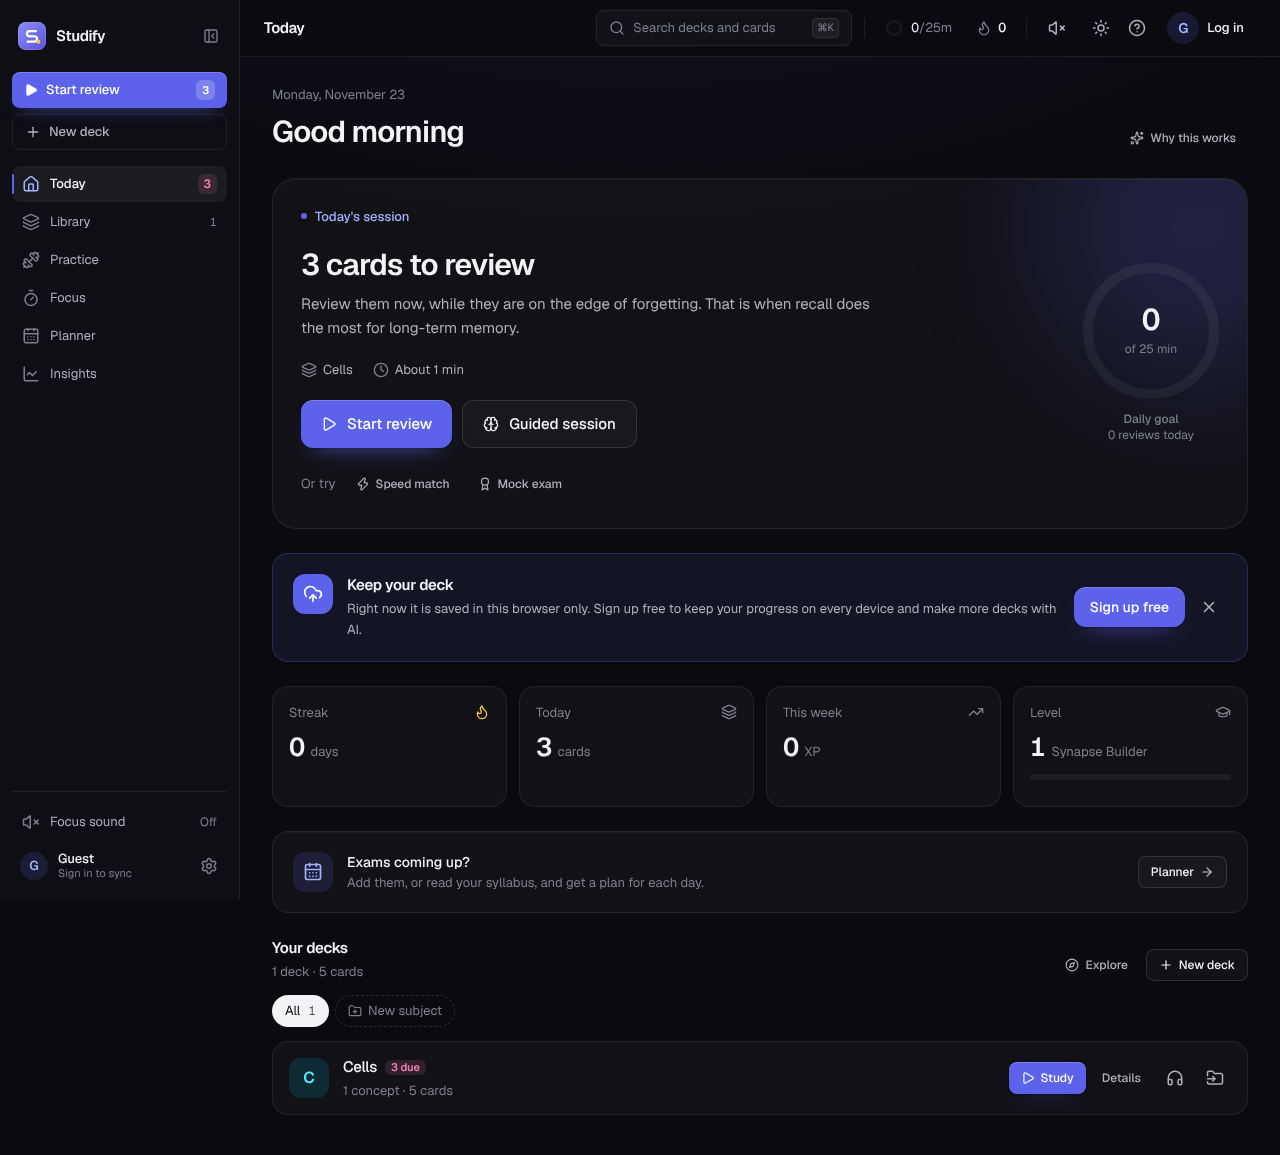 Studify
Start review 3
New deck
Today 3
Library 1
Practice
Focus
Planner
Insights
Focus sound Off
G Guest
Sign in to sync
Today
Search decks and cards ⌘K
0/25m
0
G Log in
Monday, November 23
Good morning
Why this works
Today's session
3 cards to review
Review them now, while they are on the edge of forgetting. That is when recall does
the most for long-term memory.
Cells About 1 min
Start review Guided session
Or try Speed match Mock exam
0
of 25 min
Daily goal
0 reviews today
Keep your deck
Right now it is saved in this browser only. Sign up free to keep your progress on every device and make more decks with
AI.
Sign up free
Streak
0 days
Today
3 cards
This week
0 XP
Level
1 Synapse Builder
Exams coming up?
Add them, or read your syllabus, and get a plan for each day.
Planner
Your decks
1 deck · 5 cards
Explore
New deck
All 1
New subject
C
Cells 3 due
1 concept · 5 cards
Study
Details